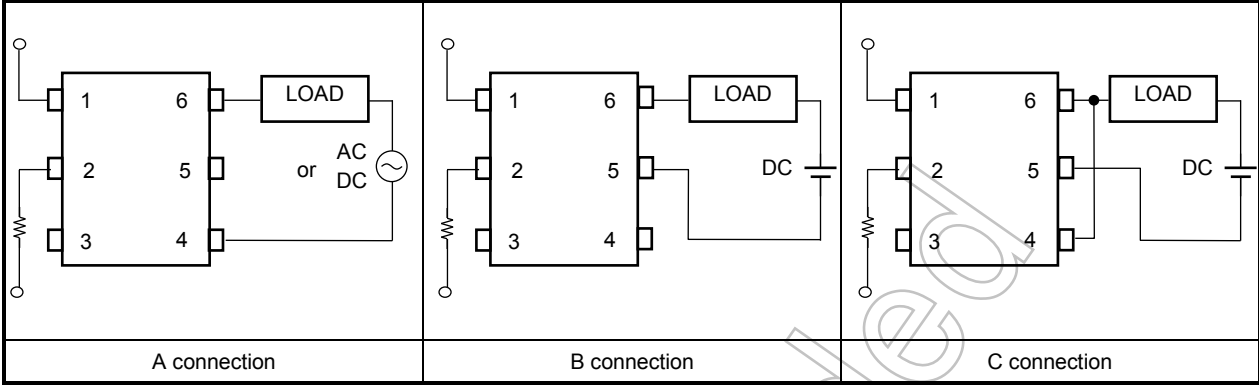 1 6 LOAD
2 5 or AC DC
3 4
A connection
1 6 LOAD
2 5 DC
3 4
B connection
1 6 LOAD
2 5 DC
3 4
C connection
ded